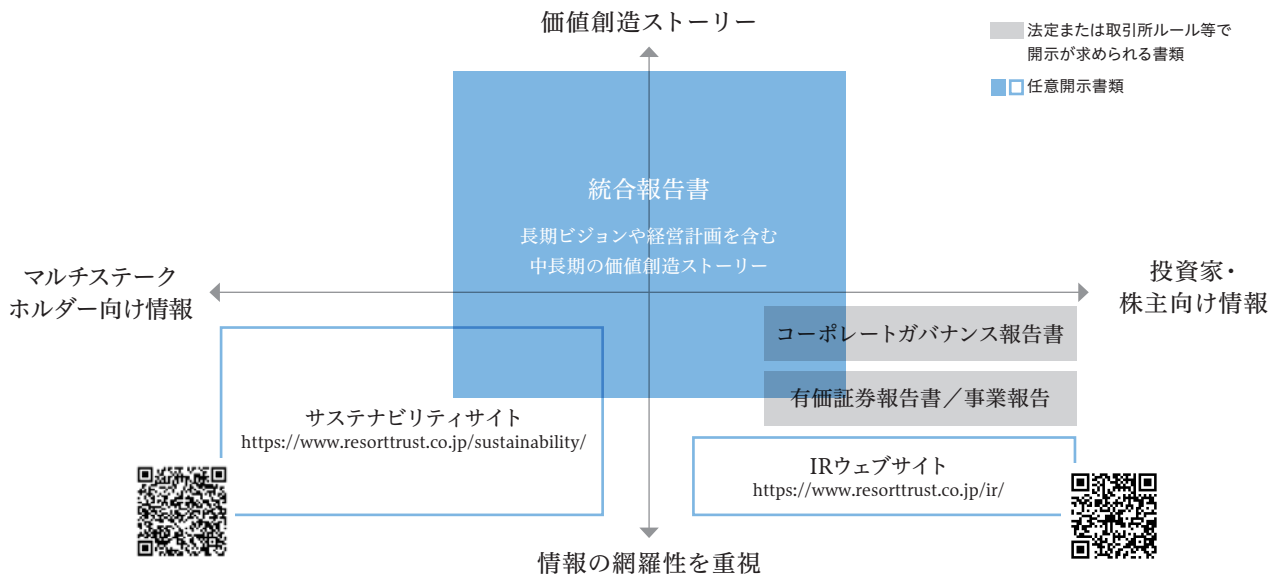 価値創造ストーリー
法定または取引所ルール等で
開示が求められる書類
任意開示書類
統合報告書
長期ビジョンや経営計画を含む
中長期の価値創造ストーリー
マルチステーク
ホルダー向け情報
投資家・
株主向け情報
コーポレートガバナンス報告書
有価証券報告書／事業報告
サステナビリティサイト
https://www.resorttrust.co.jp/sustainability/
IRウェブサイト
https://www.resorttrust.co.jp/ir/
情報の網羅性を重視